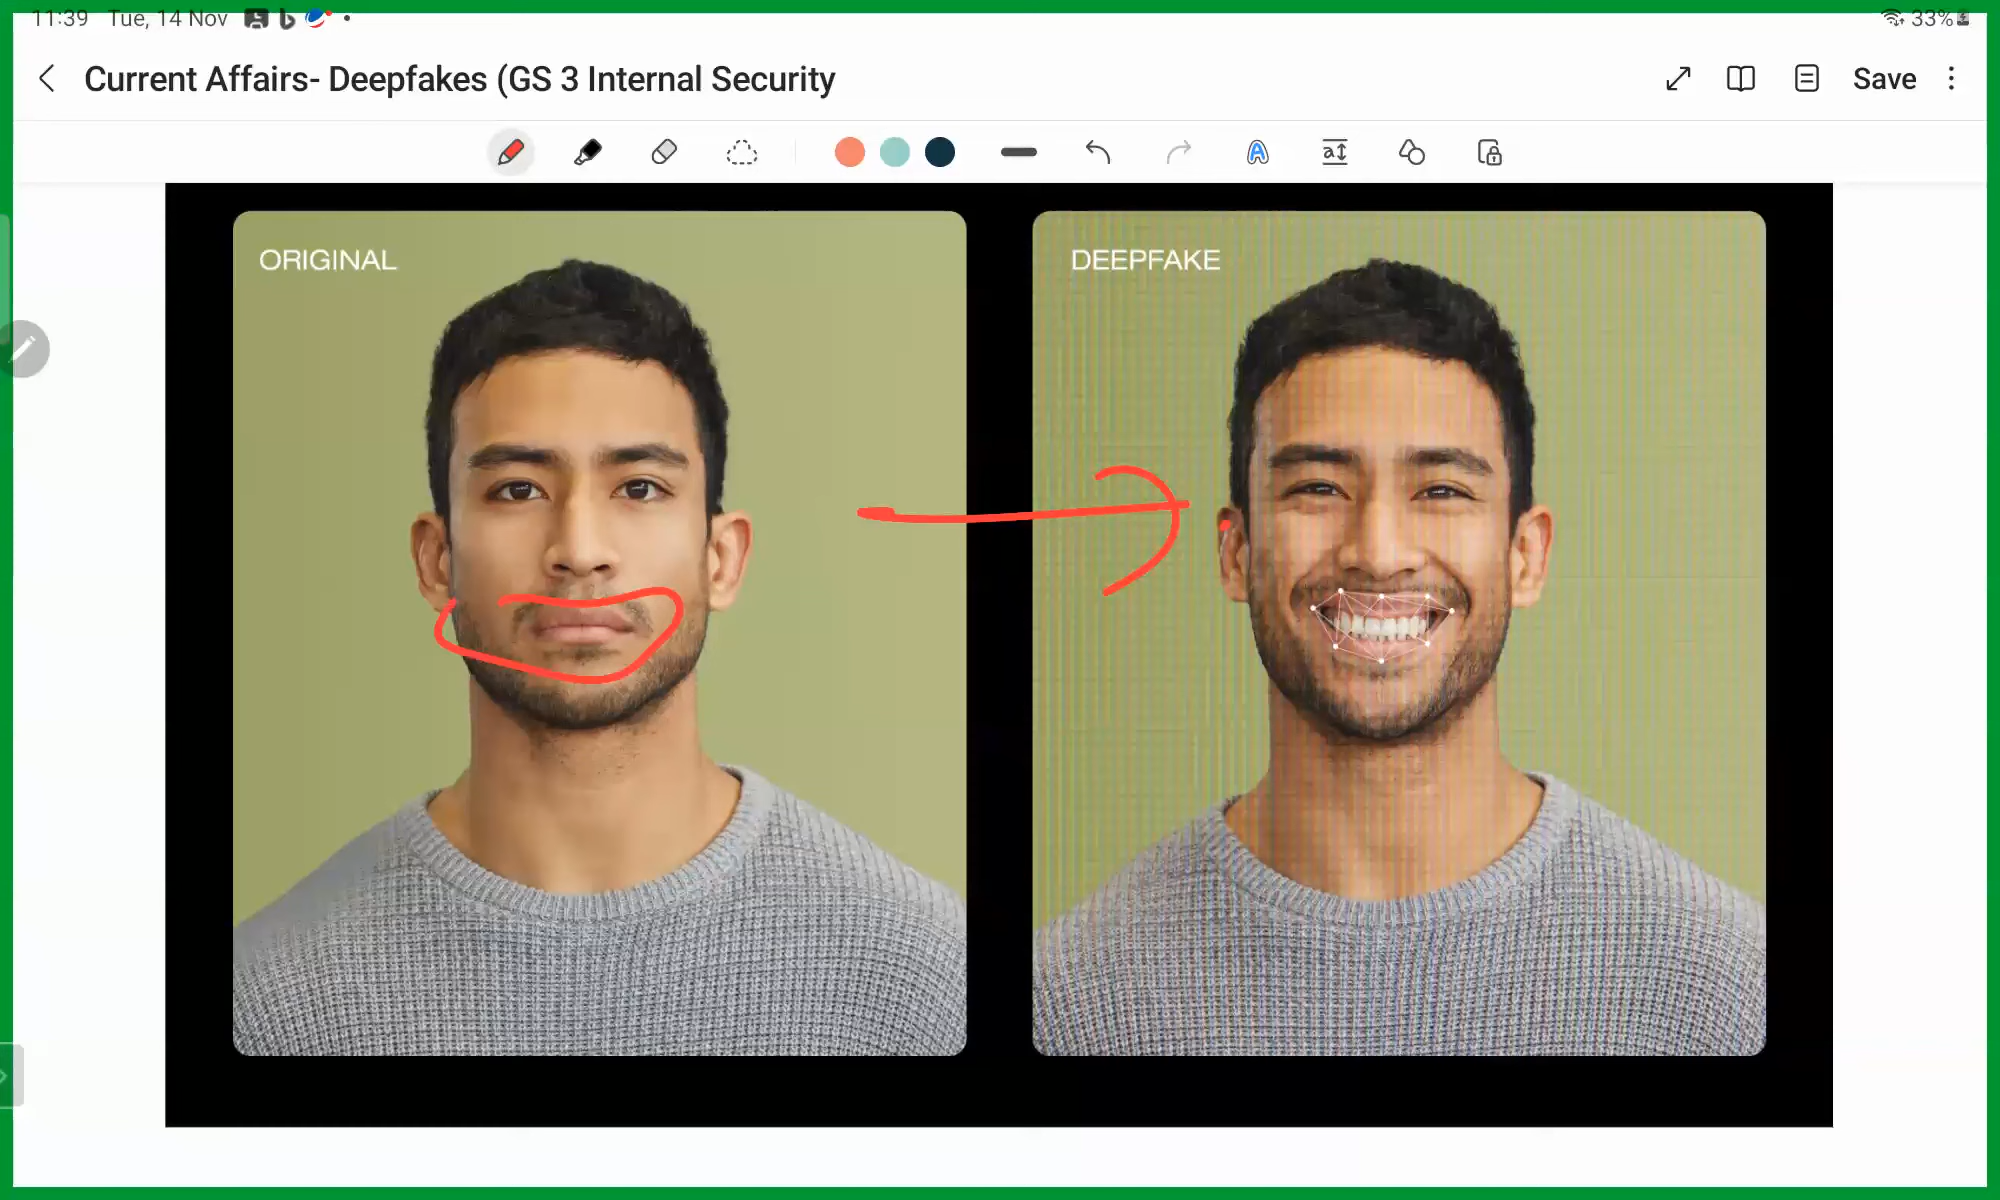 11:39 Tue, 14 Nov
33%
Current Affairs- Deepfakes (GS 3 Internal Security
Save
ORIGINAL
DEEPFAKE